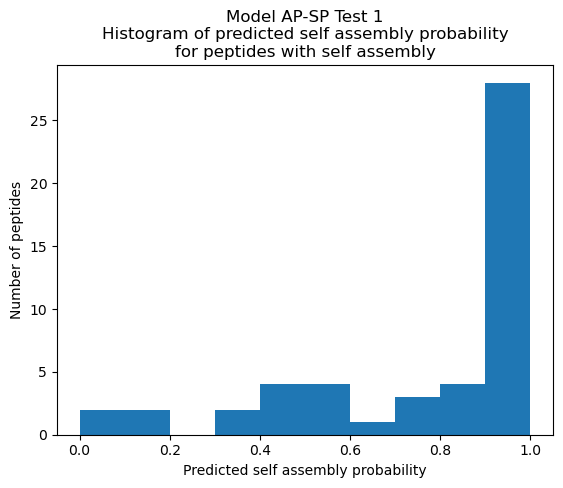 Model AP-SP Test 1
Histogram of predicted self assembly probability
for peptides with self assembly
Number of peptides
25
20
15
10
5
0
0.0 0.2 0.4 0.6 0.8 1.0
Predicted self assembly probability